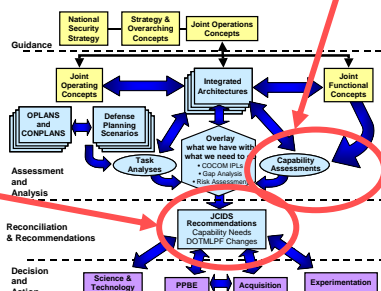 National
Security
Strategy
Strategy &
Overarching
Concepts
Joint Operations
Concepts
Guidance
Joint
Operating
Concepts
Integrated
Architectures
Joint
Functional
Concepts
OPLANS
and
CONPLANS
Defense
Planning
Scenarios
Overlay
what we have with
what we need to
• COCOM IPLs
• Gap Analysis
• Risk Assessment
Task
Analyses
Capability
Assessments
Assessment
and
Analysis
JCIDS
Recommendations
Capability Needs
DOTMLPF Changes
Reconciliation
& Recommendations
Decision
and
Science &
Technology
PPBE
Acquisition
Experimentation